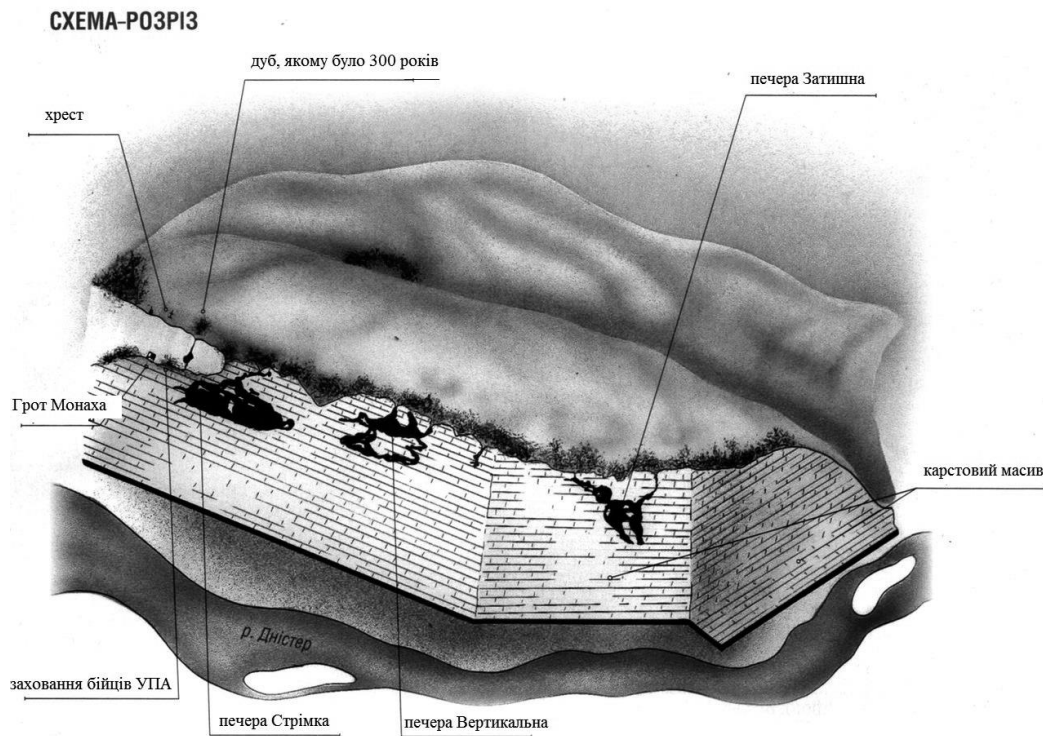 СХЕМА-РОЗРІЗ
дуб, якому було 300 років
печера Затишна
хрест
Грот Монаха
карстовий масив
р. Дністер
заховання бійців УПА
печера Стрімка
печера Вертикальна